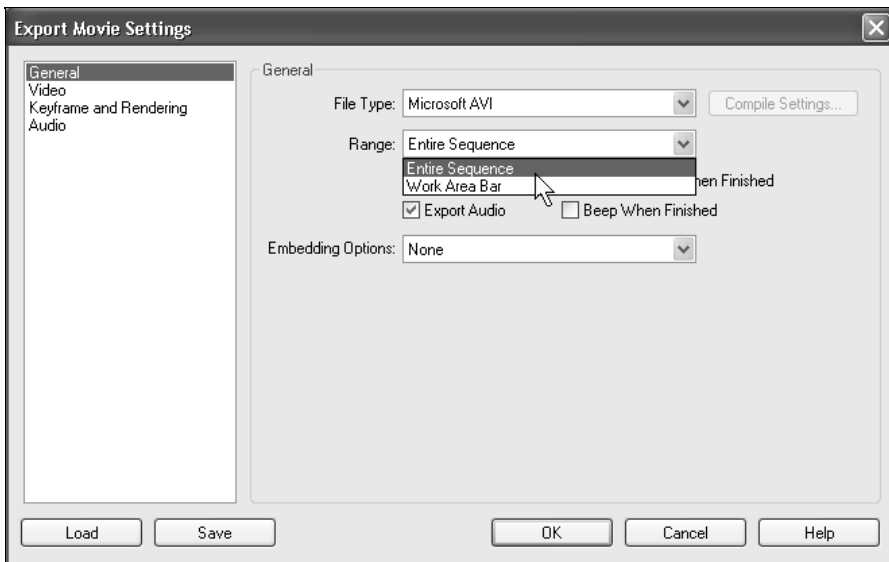 Export Movie Settings
General
Video
Keyframe and Rendering
Audio
General
File Type: Microsoft AVI Compile Settings...
Range: Entire Sequence
Entire Sequence
Work Area Bar
Finished
Export Audio Beep When Finished
Embedding Options: None
Load Save OK Cancel Help